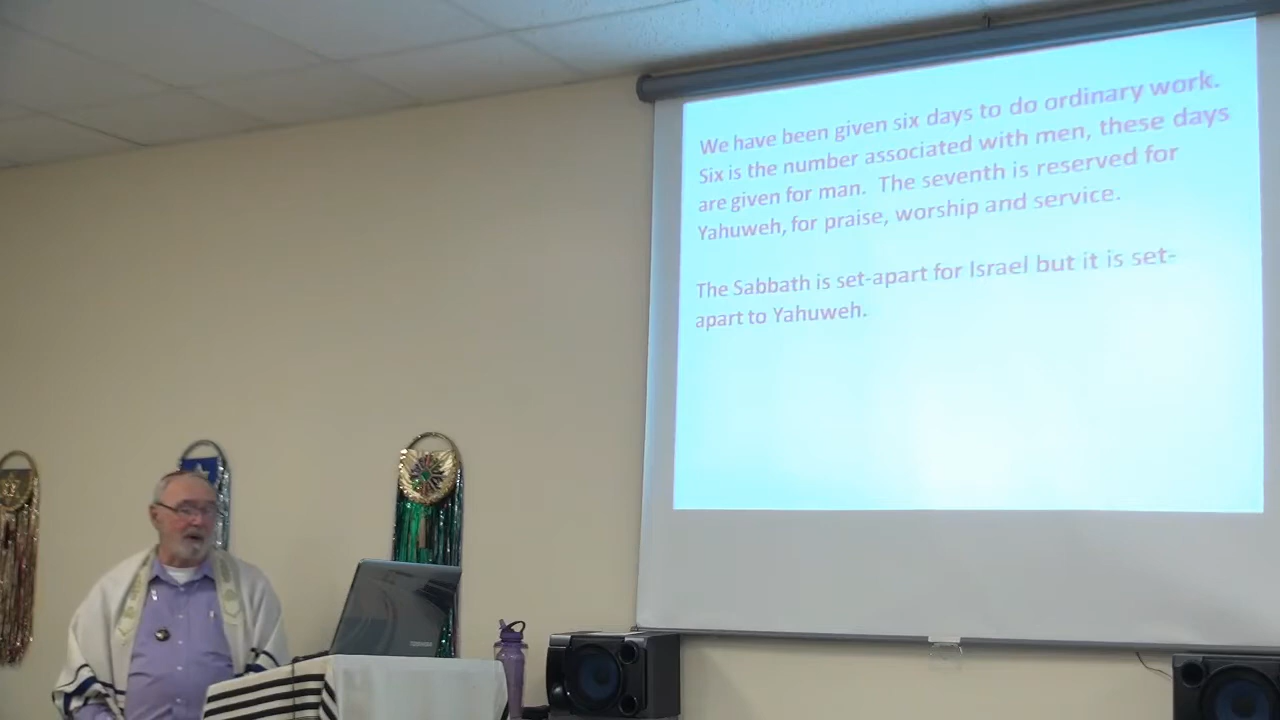 We have been given six days to do ordinary work.
Six is the number associated with men, these days
are given for man. The seventh is reserved for
Yahuweh, for praise, worship and service.
The Sabbath is set-apart for Israel but it is set-
apart to Yahuweh.
TOSHIBA